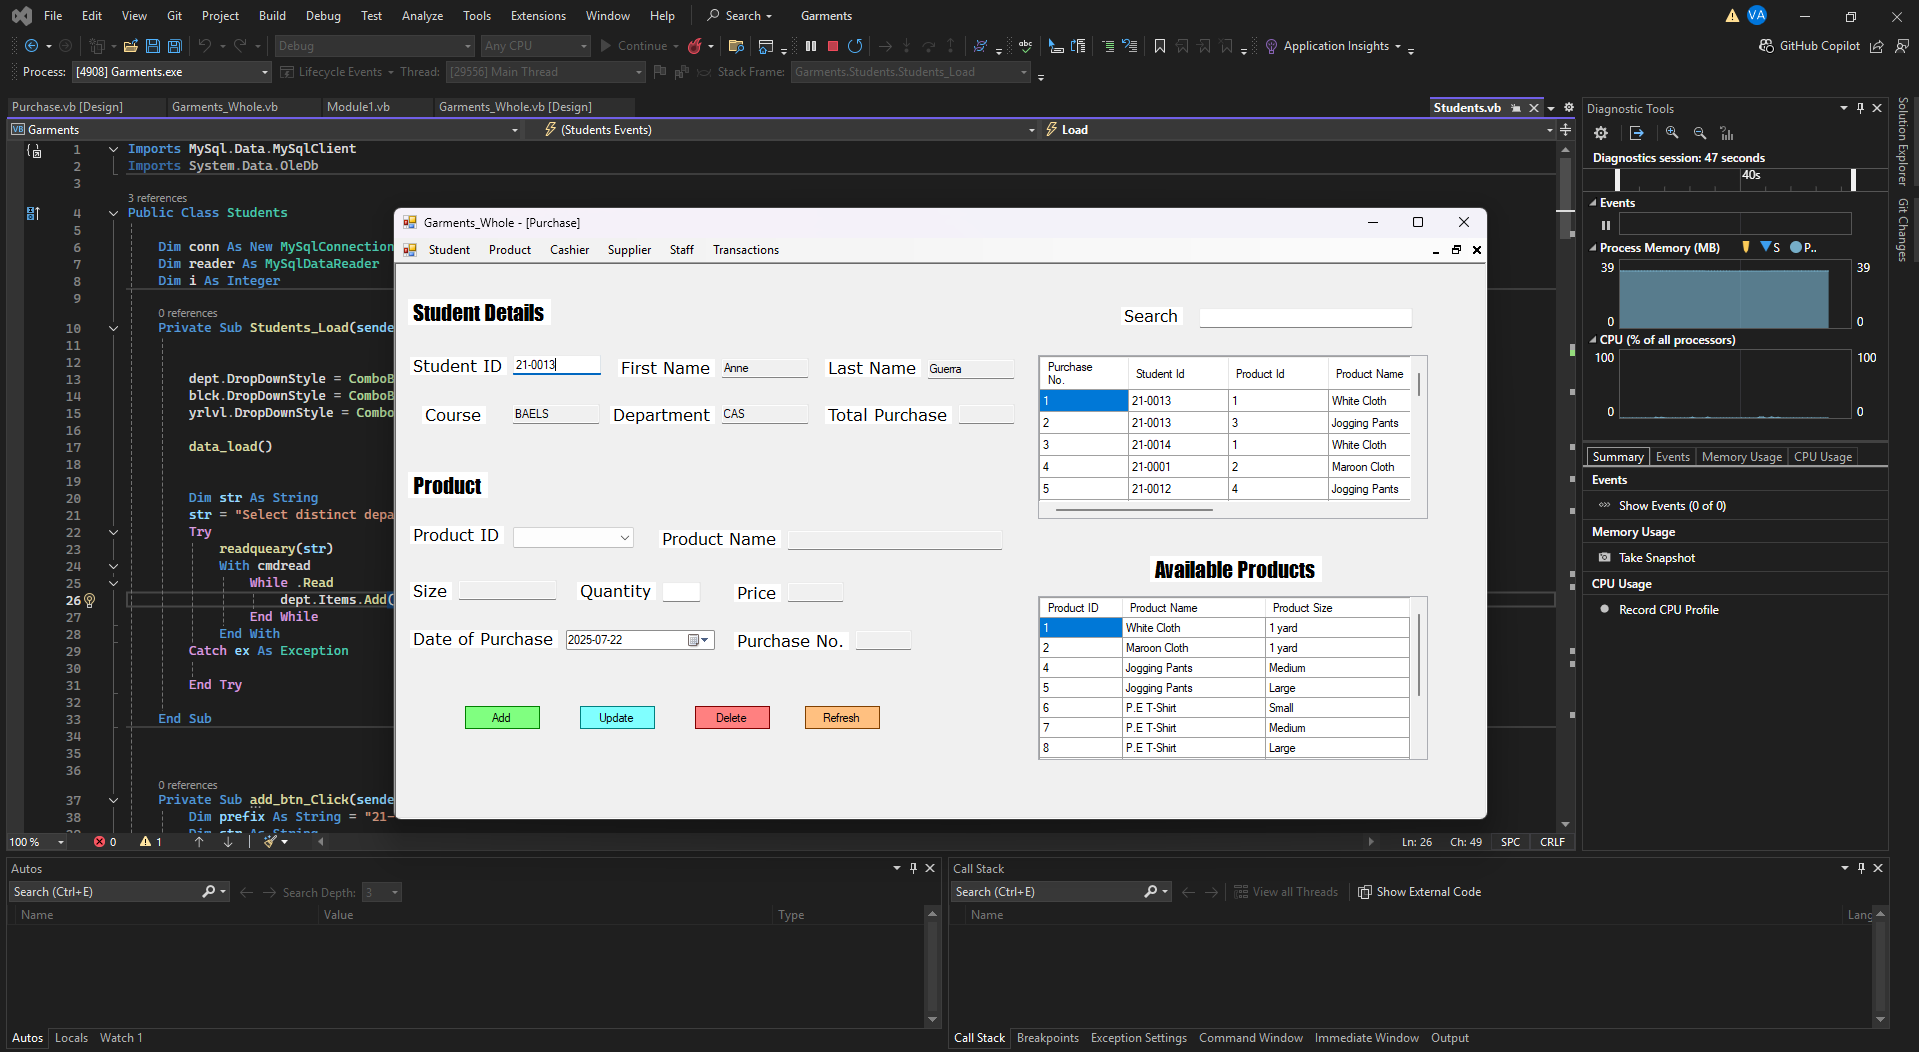 File Edit View Git Project Build Debug Test Analyze Tools Extensions Window Help Search Garments VA
Debug Any CPU Continue abc Application Insights GitHub Copilot
Process: [4908] Garments.exe Lifecycle Events Thread: [29556] Main Thread Stack Frame: Garments.Students.Students_Load
Purchase.vb [Design] Garments_Whole.vb Module1.vb Garments_Whole.vb [Design] Students.vb
VB Garments (Students Events) Load
1 Imports MySql.Data.MySqlClient
2 Imports System.Data.OleDb
3
3 references
4 Public Class Students
5
6 Dim conn As New MySqlConnection
7 Dim reader As MySqlDataReader
8 Dim i As Integer
9
0 references
10 Private Sub Students_Load(sende
11
12
13 dept.DropDownStyle = ComboB
14 blck.DropDownStyle = ComboB
15 yrlvl.DropDownStyle = Combo
16
17 data_load()
18
19
20 Dim str As String
21 str = "Select distinct depa
22 Try
23 readqueary(str)
24 With cmdread
25 While .Read
26 dept.Items.Add(
27 End While
28 End With
29 Catch ex As Exception
30
31 End Try
32
33 End Sub
34
35
36
0 references
37 Private Sub add_btn_Click(sende
38 Dim prefix As String = "21-
Dim str As String
100 % 0 1 Ln: 26 Ch: 49 SPC CRLF
Garments_Whole - [Purchase]
Student Product Cashier Supplier Staff Transactions
Student Details
Student ID 21-0013 First Name Anne Last Name Guerra
Course BAELS Department CAS Total Purchase
Product
Product ID Product Name
Size Quantity Price
Date of Purchase 2025-07-22 Purchase No.
Add Update Delete Refresh
Search
Purchase No. Student Id Product Id Product Name
1 21-0013 1 White Cloth
2 21-0013 3 Jogging Pants
3 21-0014 1 White Cloth
4 21-0001 2 Maroon Cloth
5 21-0012 4 Jogging Pants
Available Products
Product ID Product Name Product Size
1 White Cloth 1 yard
2 Maroon Cloth 1 yard
4 Jogging Pants Medium
5 Jogging Pants Large
6 P.E T-Shirt Small
7 P.E T-Shirt Medium
8 P.E T-Shirt Large
Diagnostic Tools
Diagnostics session: 47 seconds
40s
Events
Process Memory (MB) S P..
39 39
0 0
CPU (% of all processors)
100 100
0 0
Summary Events Memory Usage CPU Usage
Events
Show Events (0 of 0)
Memory Usage
Take Snapshot
CPU Usage
Record CPU Profile
Solution Explorer
Git Changes
Autos
Search (Ctrl+E) Search Depth: 3
Name Value Type
Autos Locals Watch 1
Call Stack
Search (Ctrl+E) View all Threads Show External Code
Name Lang
Call Stack Breakpoints Exception Settings Command Window Immediate Window Output